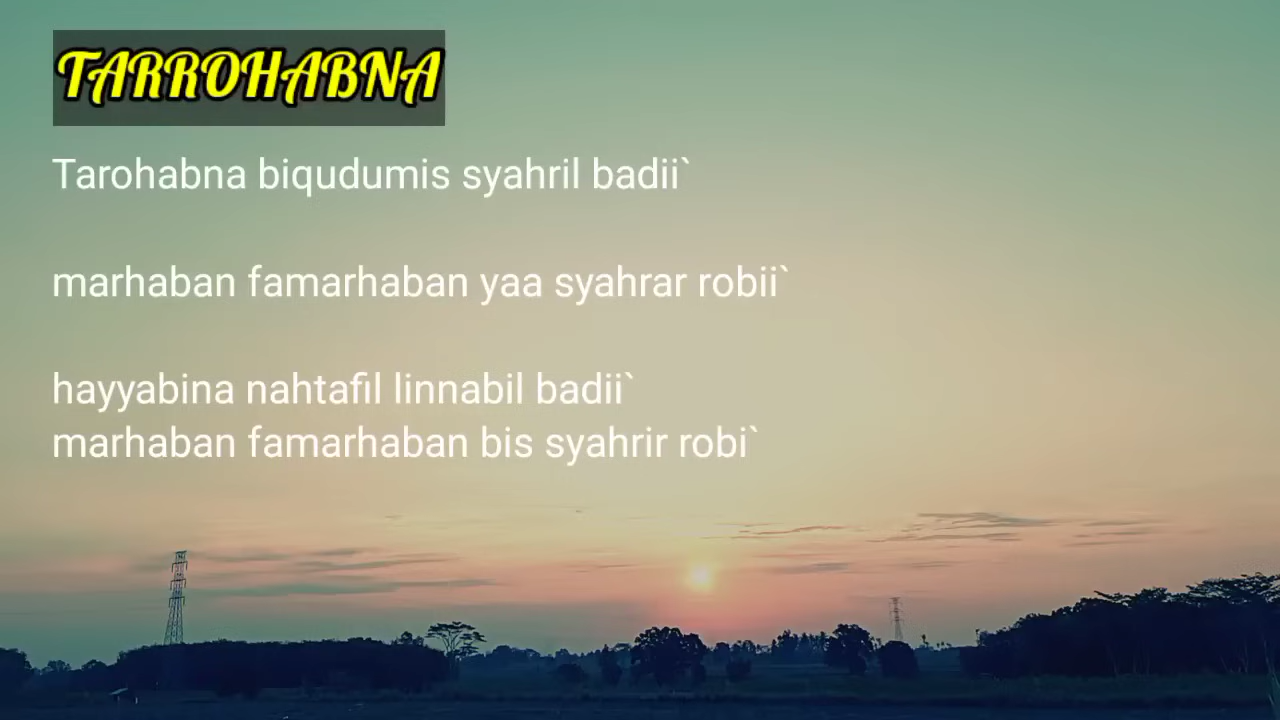 TARROHABNA
Tarohabna biqudumis syahril badii`
marhaban famarhaban yaa syahrar robii`
hayyabina nahtafil linnabil badii`
marhaban famarhaban bis syahrir robi`